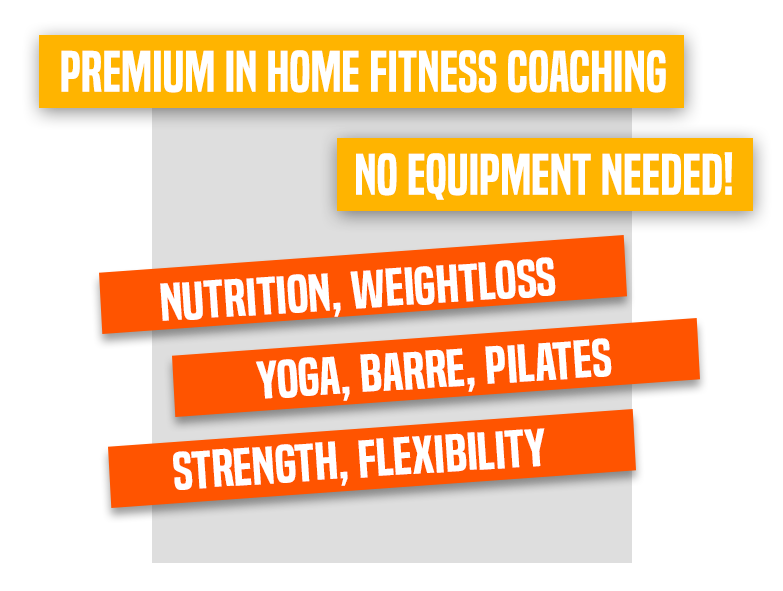 PREMIUM IN HOME FITNESS COACHING
NO EQUIPMENT NEEDED!
NUTRITION, WEIGHTLOSS
YOGA, BARRE, PILATES
STRENGTH, FLEXIBILITY